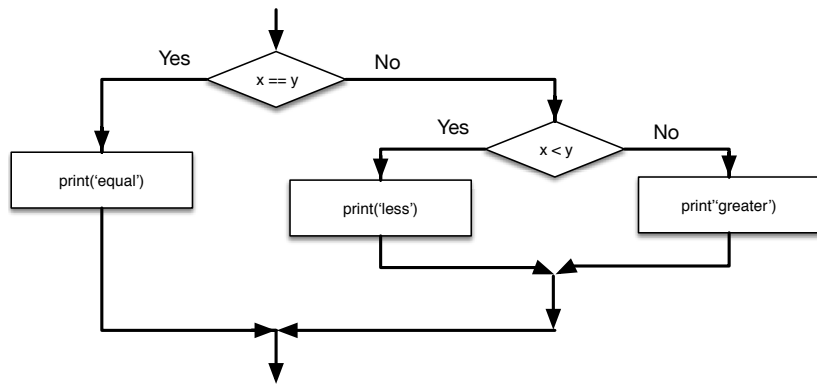 Yes
x == y
No
Yes
x < y
No
print(‘equal’)
print(‘less’)
print’‘greater’)